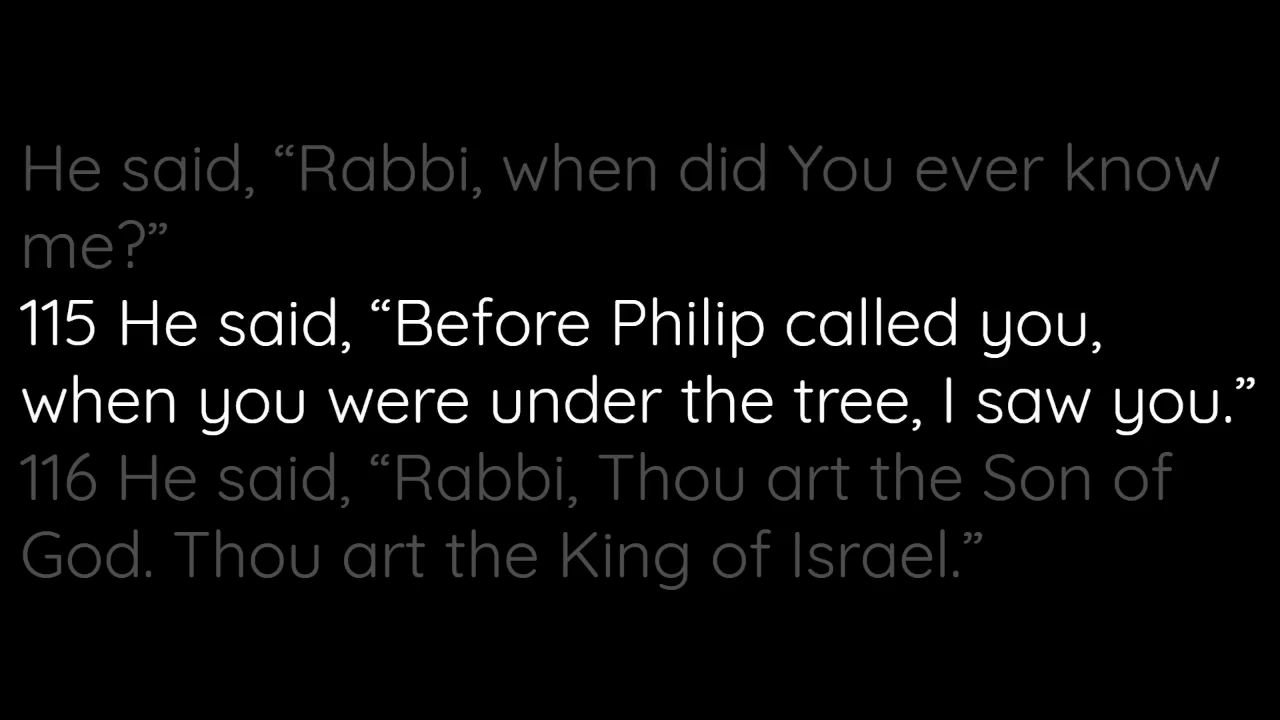 He said, “Rabbi, when did You ever know
me?”
115 He said, “Before Philip called you,
when you were under the tree, I saw you.”
116 He said, “Rabbi, Thou art the Son of
God. Thou art the King of Israel.”